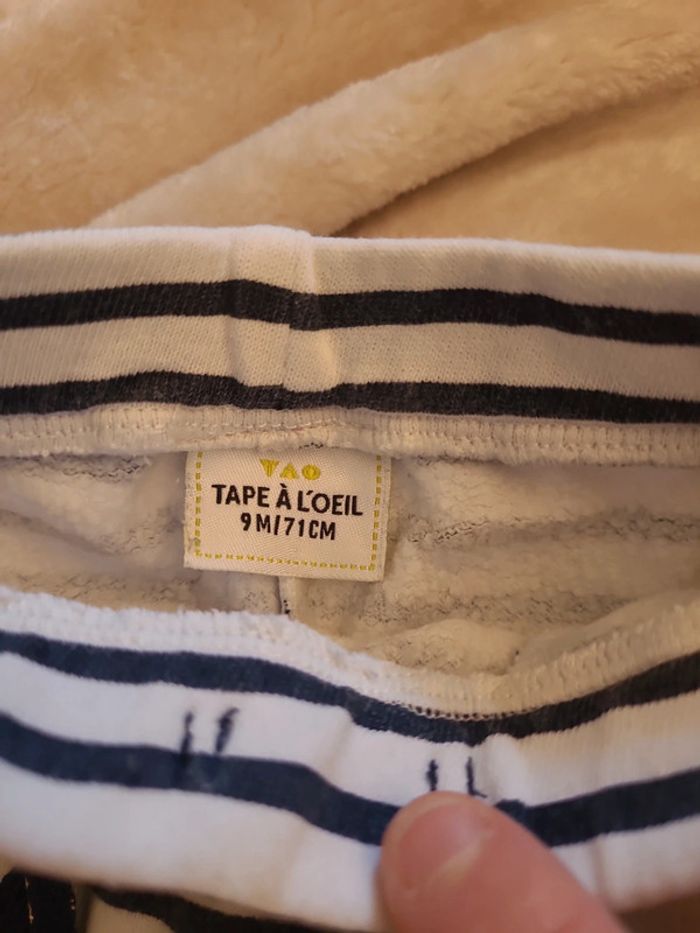 TAO
TAPE À L'OEIL
9M/71CM